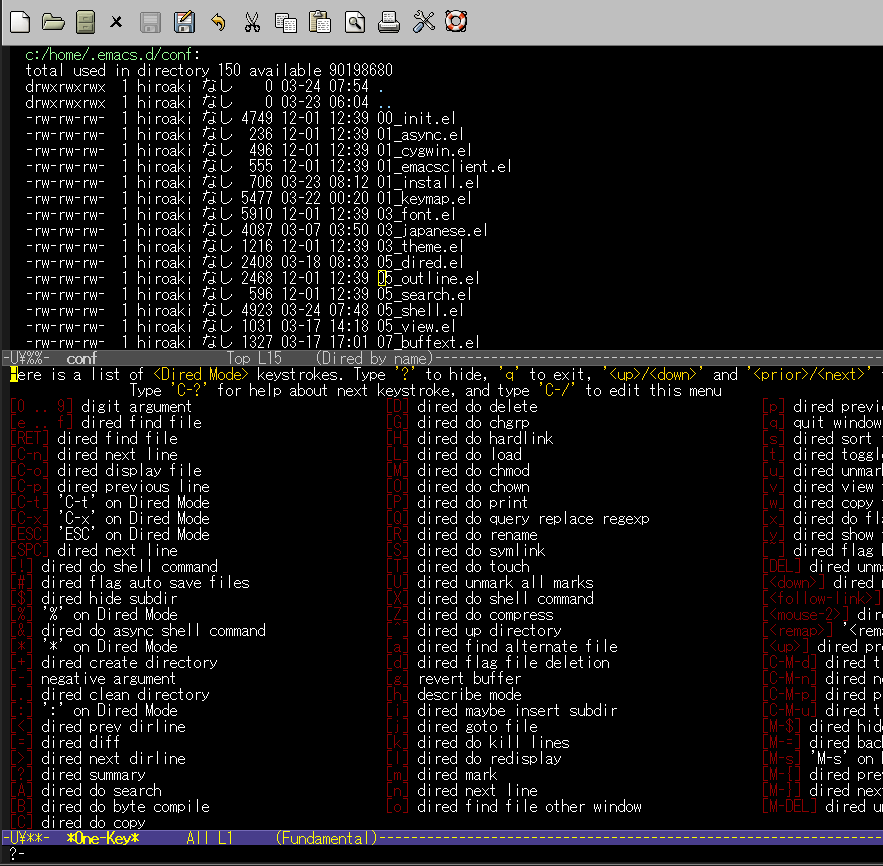 c:/home/.emacs.d/conf:
total used in directory 150 available 90198680
drwxrwxrwx 1 hiroaki なし 0 03-24 07:54 .
drwxrwxrwx 1 hiroaki なし 0 03-23 06:04 ..
-rw-rw-rw- 1 hiroaki なし 4749 12-01 12:39 00_init.el
-rw-rw-rw- 1 hiroaki なし 236 12-01 12:39 01_async.el
-rw-rw-rw- 1 hiroaki なし 496 12-01 12:39 01_cygwin.el
-rw-rw-rw- 1 hiroaki なし 555 12-01 12:39 01_emacsclient.el
-rw-rw-rw- 1 hiroaki なし 706 03-23 08:12 01_install.el
-rw-rw-rw- 1 hiroaki なし 5477 03-22 00:20 01_keymap.el
-rw-rw-rw- 1 hiroaki なし 5910 12-01 12:39 03_font.el
-rw-rw-rw- 1 hiroaki なし 4087 03-07 03:50 03_japanese.el
-rw-rw-rw- 1 hiroaki なし 1216 12-01 12:39 03_theme.el
-rw-rw-rw- 1 hiroaki なし 2408 03-18 08:33 05_dired.el
-rw-rw-rw- 1 hiroaki なし 2468 12-01 12:39 05_outline.el
-rw-rw-rw- 1 hiroaki なし 596 12-01 12:39 05_search.el
-rw-rw-rw- 1 hiroaki なし 4923 03-24 07:48 05_shell.el
-rw-rw-rw- 1 hiroaki なし 1031 03-17 14:18 05_view.el
-rw-rw-rw- 1 hiroaki なし 1327 03-17 17:01 07_buffext.el
-U¥%%- conf Top L15 (Dired by name)
Here is a list of <Dired Mode> keystrokes. Type '?' to hide, 'q' to exit, '<up>/<down>' and '<prior>/<next>'
Type 'C-?' for help about next keystroke, and type 'C-/' to edit this menu
[0 .. 9] digit argument [D] dired do delete [p] dired previ
[e .. f] dired find file [G] dired do chgrp [q] quit window
[RET] dired find file [H] dired do hardlink [s] dired sort
[C-n] dired next line [L] dired do load [t] dired toggl
[C-o] dired display file [M] dired do chmod [u] dired unmar
[C-p] dired previous line [O] dired do chown [v] dired view
[C-t] 'C-t' on Dired Mode [P] dired do print [w] dired copy
[C-x] 'C-x' on Dired Mode [Q] dired do query replace regexp [x] dired do fl
[ESC] 'ESC' on Dired Mode [R] dired do rename [y] dired show
[SPC] dired next line [S] dired do symlink [~] dired flag
[!] dired do shell command [T] dired do touch [DEL] dired unma
[#] dired flag auto save files [U] dired unmark all marks [<down>] dired
[$] dired hide subdir [X] dired do shell command [<follow-link>]
[%] '%' on Dired Mode [Z] dired do compress [<mouse-2>] dire
[&] dired do async shell command [^] dired up directory [<remap>] '<rema
[*] '*' on Dired Mode [a] dired find alternate file [<up>] dired pre
[+] dired create directory [d] dired flag file deletion [C-M-d] dired t
[-] negative argument [g] revert buffer [C-M-n] dired n
[.] dired clean directory [h] describe mode [C-M-p] dired p
[:] ':' on Dired Mode [i] dired maybe insert subdir [C-M-u] dired t
[<] dired prev dirline [j] dired goto file [M-$] dired hide
[=] dired diff [k] dired do kill lines [M-=] dired bac
[>] dired next dirline [l] dired do redisplay [M-s] 'M-s' on
[?] dired summary [m] dired mark [M-{] dired prev
[A] dired do search [n] dired next line [M-}] dired next
[B] dired do byte compile [o] dired find file other window [M-DEL] dired un
[C] dired do copy
-U¥**- *One-Key* All L1 (Fundamental)
?-